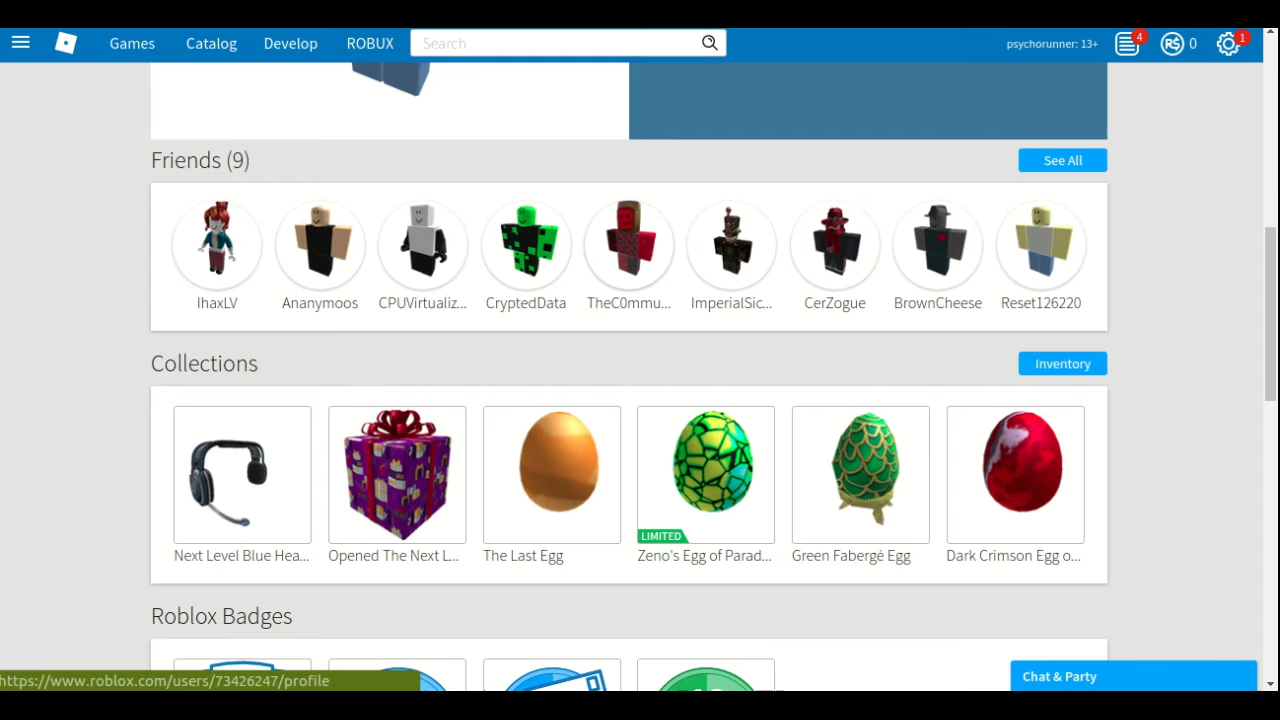 Games Catalog Develop ROBUX Search psychorunner: 13+ 4 R$ 0 1
Friends (9) See All
IhaxLV Ananymoos CPUVirtualiz... CryptedData TheC0mmu... ImperialSic... CerZogue BrownCheese Reset126220
Collections Inventory
LIMITED
Next Level Blue Hea... Opened The Next L... The Last Egg Zeno's Egg of Parad... Green Fabergé Egg Dark Crimson Egg o...
Roblox Badges
https://www.roblox.com/users/73426247/profile
Chat & Party